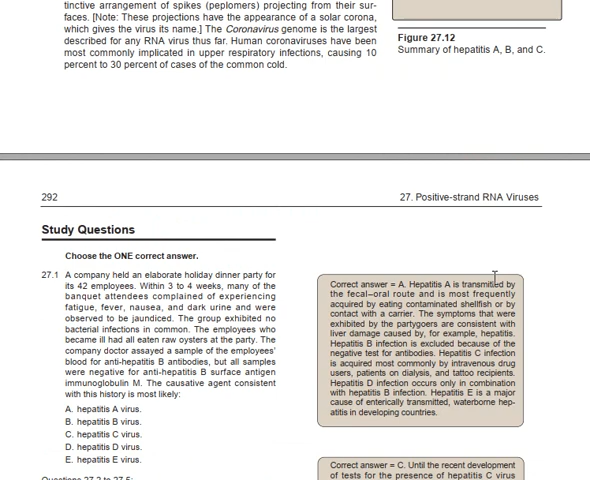 tinctive arrangement of spikes (peplomers) projecting from their sur-
faces. [Note: These projections have the appearance of a solar corona,
which gives the virus its name.] The Coronavirus genome is the largest
described for any RNA virus thus far. Human coronaviruses have been
most commonly implicated in upper respiratory infections, causing 10
percent to 30 percent of cases of the common cold.
Figure 27.12
Summary of hepatitis A, B, and C.
292
27. Positive-strand RNA Viruses
Study Questions
Choose the ONE correct answer.
27.1 A company held an elaborate holiday dinner party for
its 42 employees. Within 3 to 4 weeks, many of the
banquet attendees complained of experiencing
fatigue, fever, nausea, and dark urine and were
observed to be jaundiced. The group exhibited no
bacterial infections in common. The employees who
became ill had all eaten raw oysters at the party. The
company doctor assayed a sample of the employees'
blood for anti-hepatitis B antibodies, but all samples
were negative for anti-hepatitis B surface antigen
immunoglobulin M. The causative agent consistent
with this history is most likely:
A. hepatitis A virus.
B. hepatitis B virus.
C. hepatitis C virus.
D. hepatitis D virus.
E. hepatitis E virus.
Questions 27.2 to 27.5:
Correct answer = A. Hepatitis A is transmitted by
the fecal–oral route and is most frequently
acquired by eating contaminated shellfish or by
contact with a carrier. The symptoms that were
exhibited by the partygoers are consistent with
liver damage caused by, for example, hepatitis.
Hepatitis B infection is excluded because of the
negative test for antibodies. Hepatitis C infection
is acquired most commonly by intravenous drug
users, patients on dialysis, and tattoo recipients.
Hepatitis D infection occurs only in combination
with hepatitis B infection. Hepatitis E is a major
cause of enterically transmitted, waterborne hep-
atitis in developing countries.
Correct answer = C. Until the recent development
of tests for the presence of hepatitis C virus